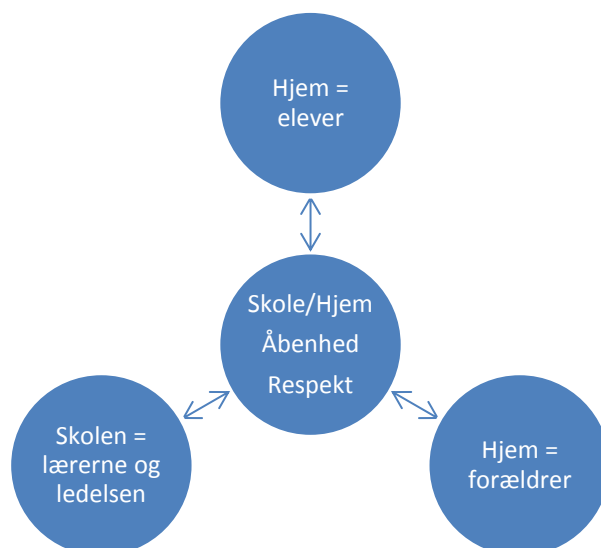 Hjem =
elever
Skole/Hjem
Åbenhed
Respekt
Skolen =
lærerne og
ledelsen
Hjem =
forældrer